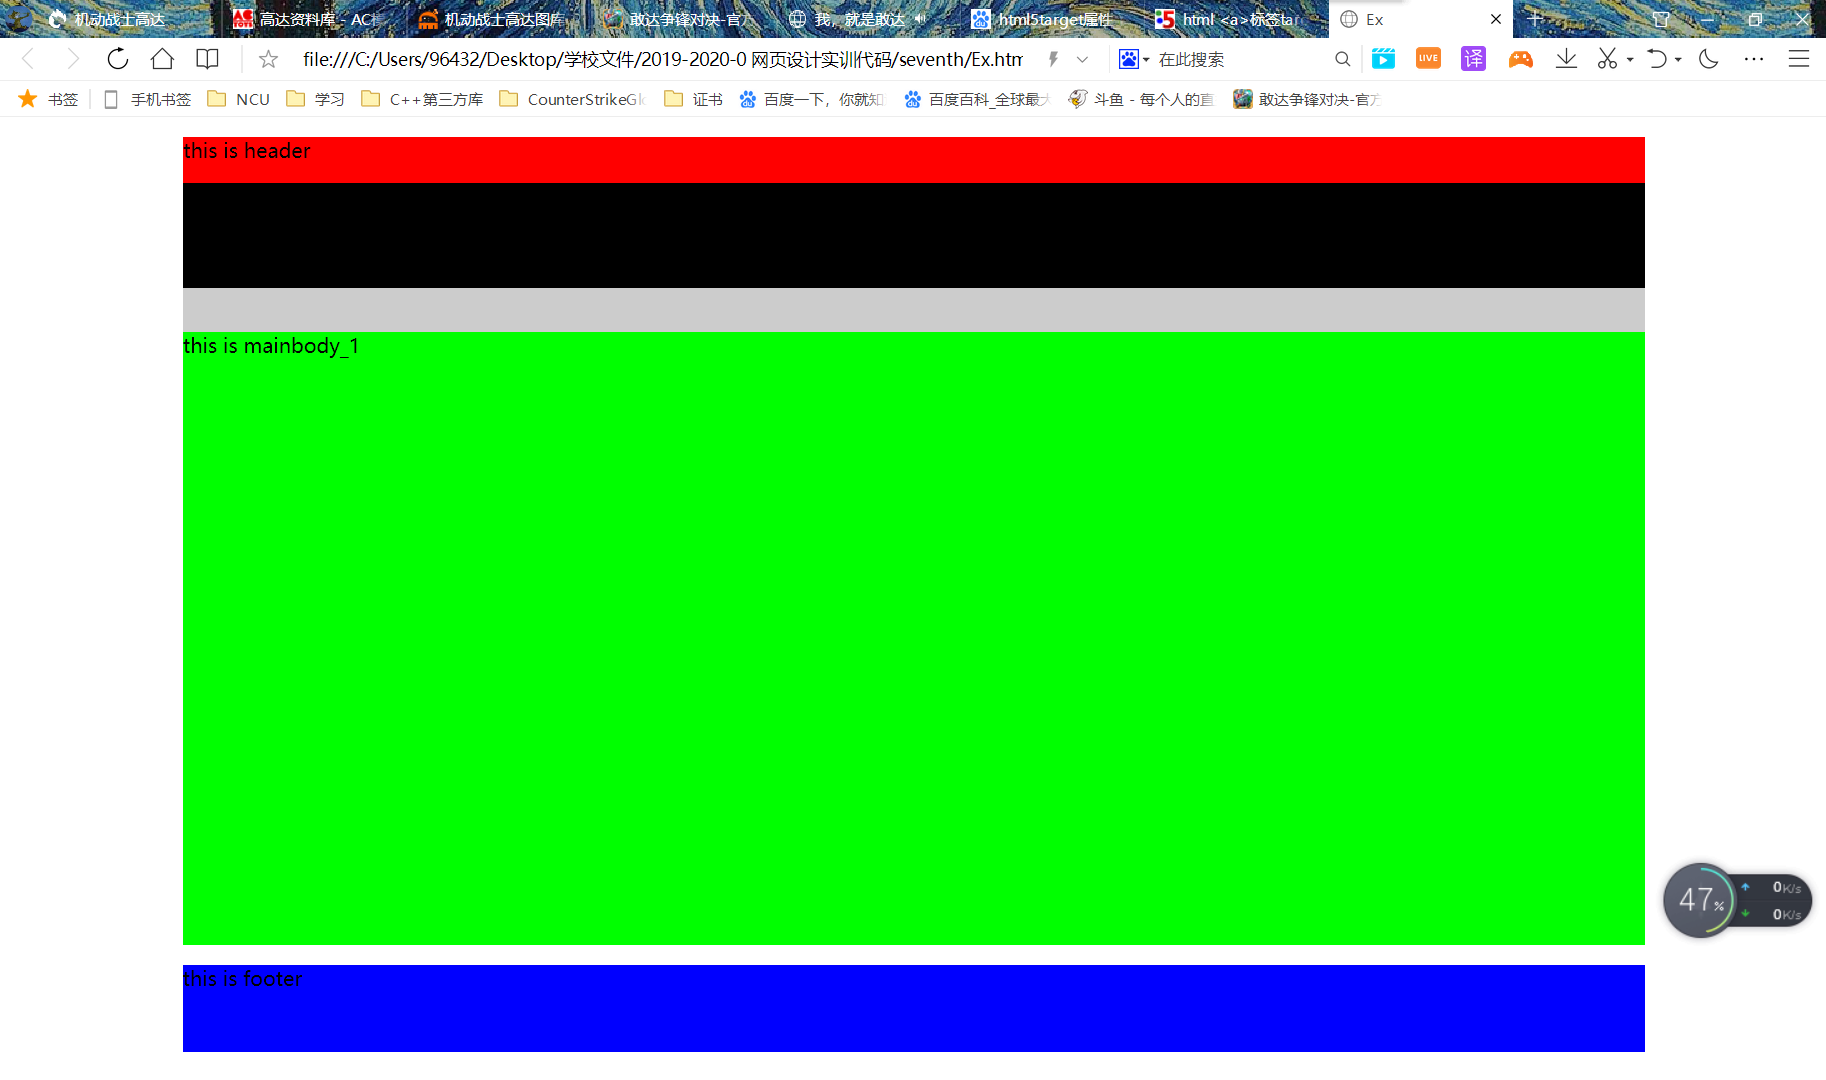 机动战士高达
高达资料库 - AC
机动战士高达图库
敢达争锋对决-官方
我，就是敢达
html5target属性
html <a>标签tar
Ex
file:///C:/Users/96432/Desktop/学校文件/2019-2020-0 网页设计实训代码/seventh/Ex.htm
在此搜索
LIVE
译
书签
手机书签
NCU
学习
C++第三方库
CounterStrikeGl
证书
百度一下，你就知
百度百科_全球最大
斗鱼 - 每个人的直
敢达争锋对决-官方
this is header
this is mainbody_1
47%
0K/s
0K/s
this is footer